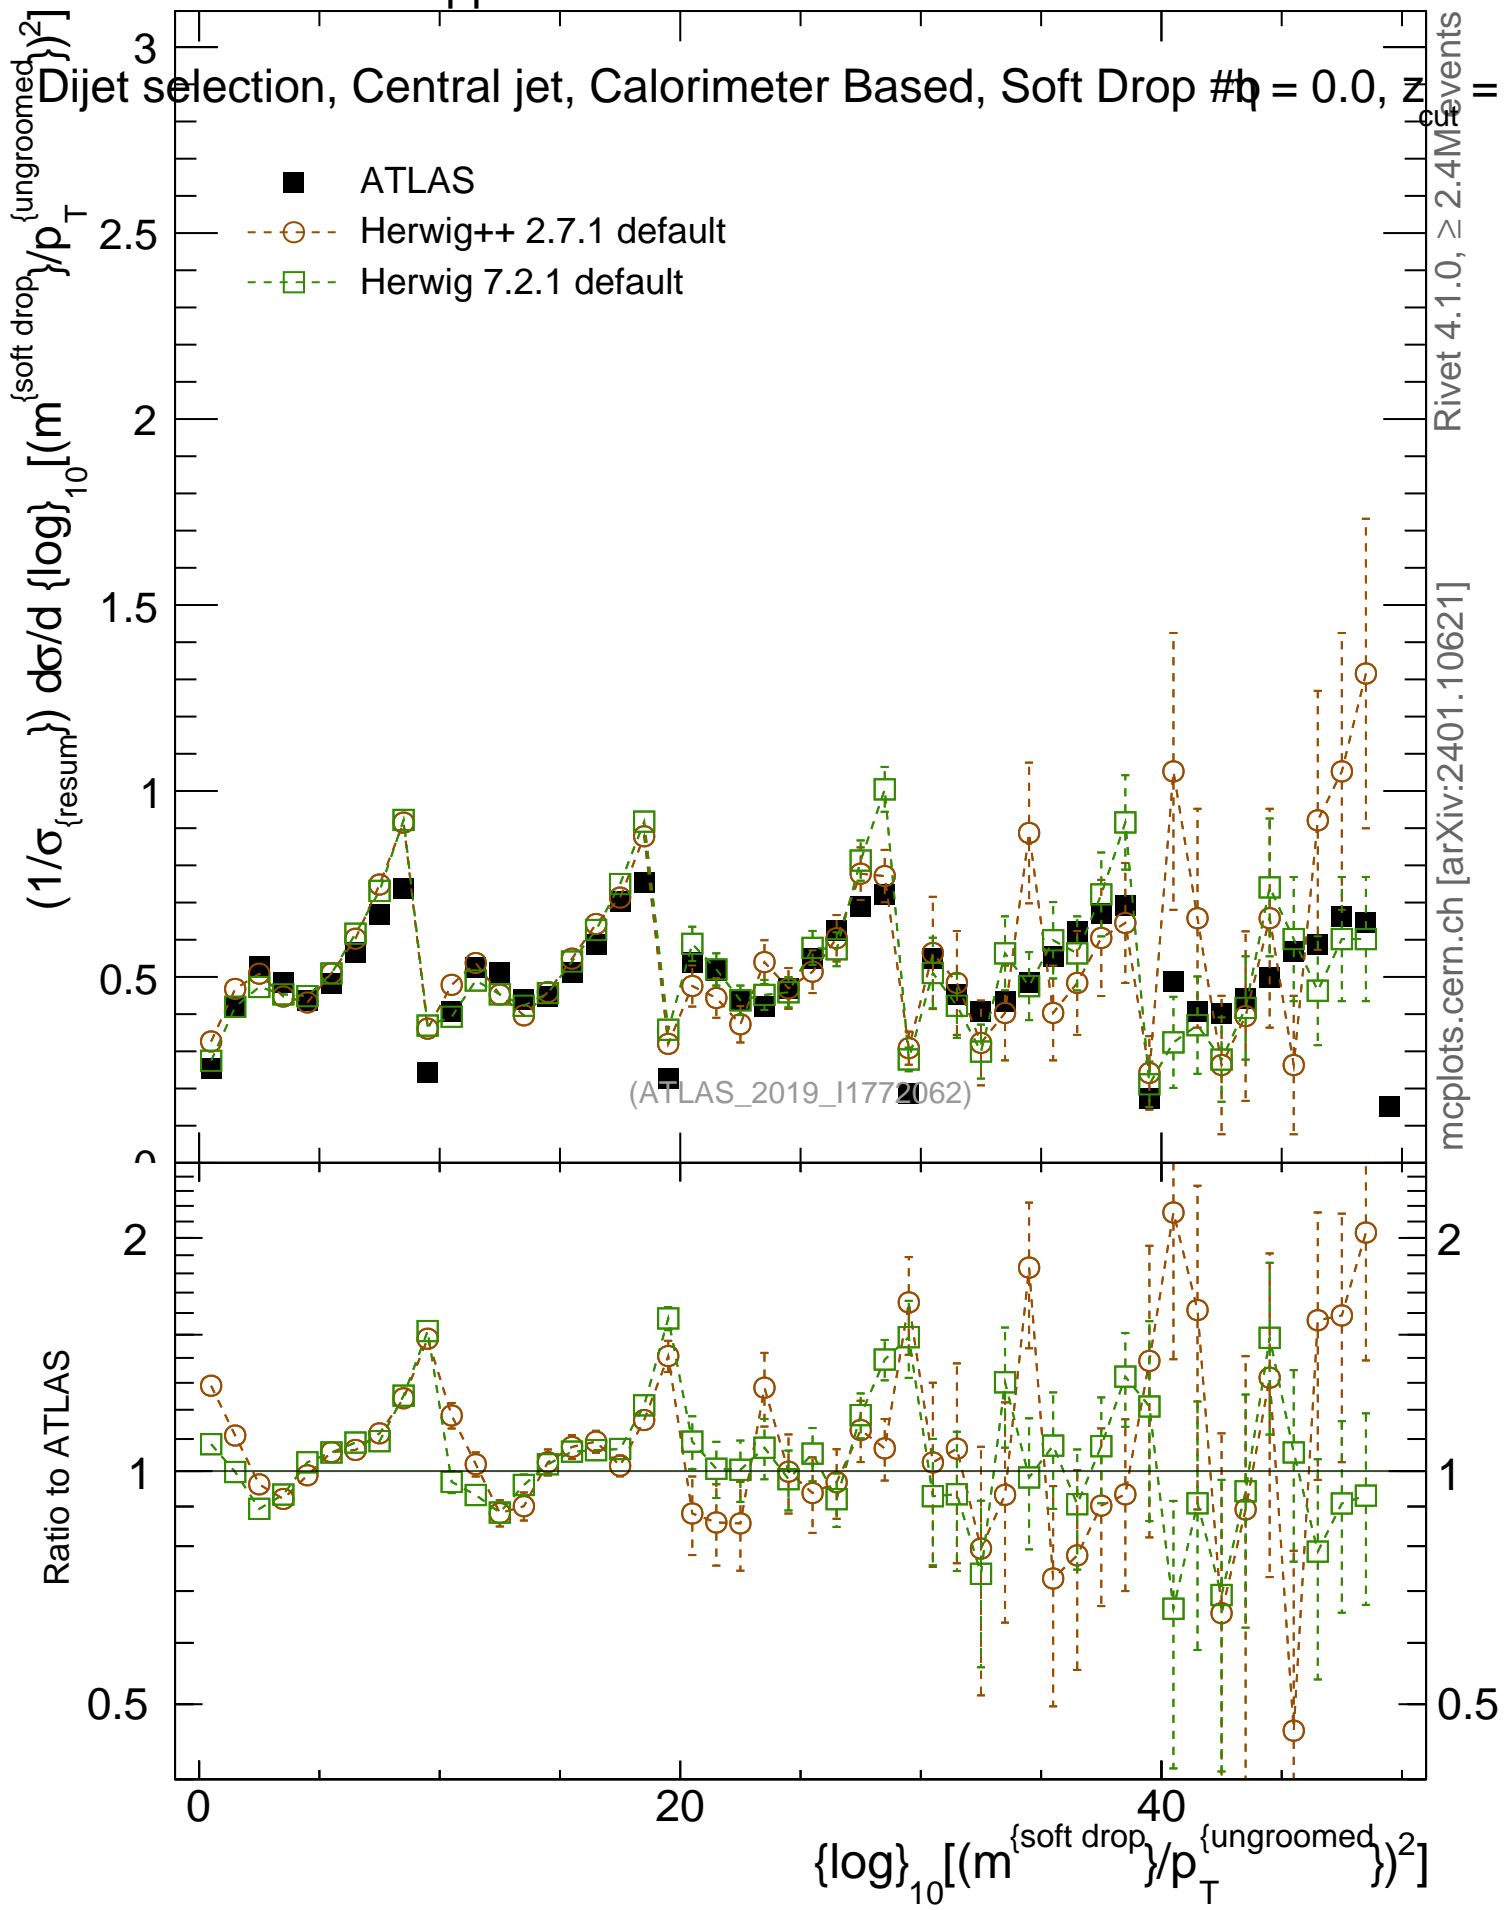 Dijet selection, Central jet, Calorimeter Based, Soft Drop = 0.0, z_cut =
ATLAS
Herwig++ 2.7.1 default
Herwig 7.2.1 default
(1/σ_{resum}) dσ/d {log}_10[(m^{soft drop}/p_T^{ungroomed})^2]
3
2.5
2
1.5
1
0.5
0
(ATLAS_2019_I1772062)
Rivet 4.1.0, ≥ 2.4M events
mcplots.cern.ch [arXiv:2401.10621]
Ratio to ATLAS
2
1
0.5
2
1
0.5
0
20
40
{log}_10[(m^{soft drop}/p_T^{ungroomed})^2]